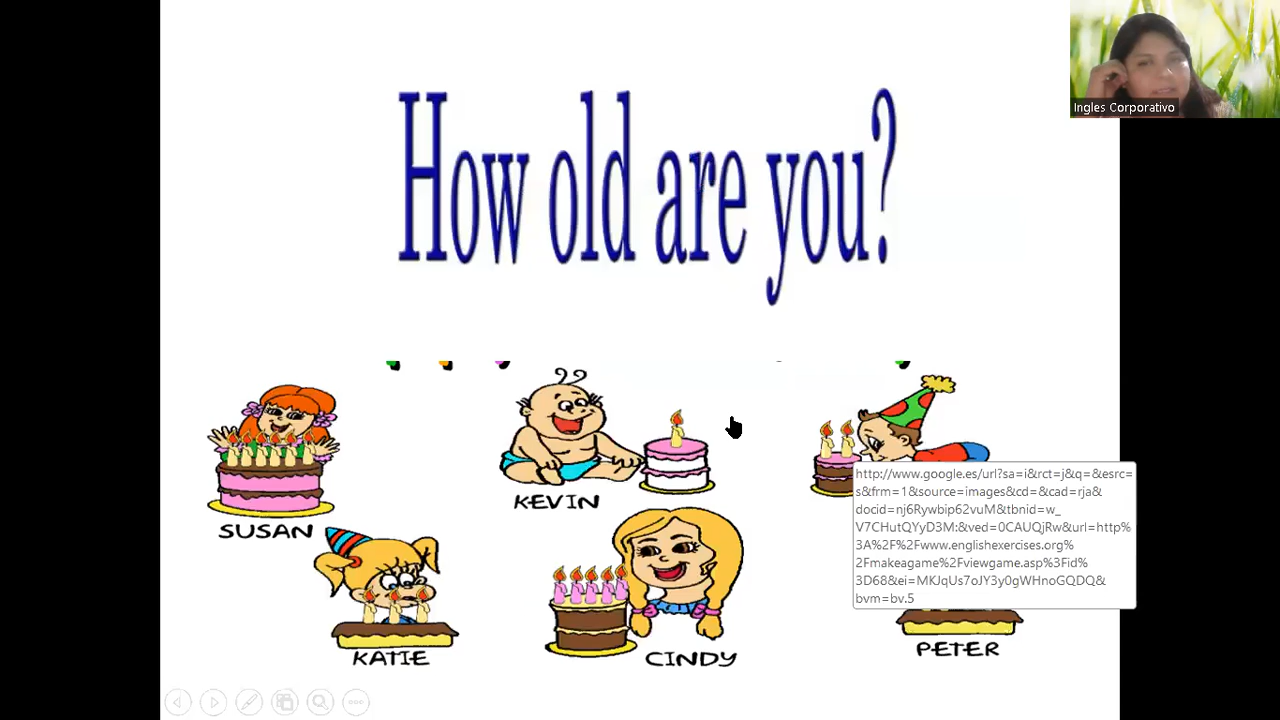 Ingles Corporativo
How old are you?
KEVIN
SUSAN
KATIE
CINDY
PETER
http://www.google.es/url?sa=i&rct=j&q=&esrc=
s&frm=1&source=images&cd=&cad=rja&
docid=nj6Rywbip62vuM&tbnid=w_
V7CHutQYyD3M:&ved=0CAUQjRw&url=http%
3A%2F%2Fwww.englishexercises.org%
2Fmakeagame%2Fviewgame.asp%3Fid%
3D68&ei=MKJqUs7oJY3y0gWHnoGQDQ&
bvm=bv.5